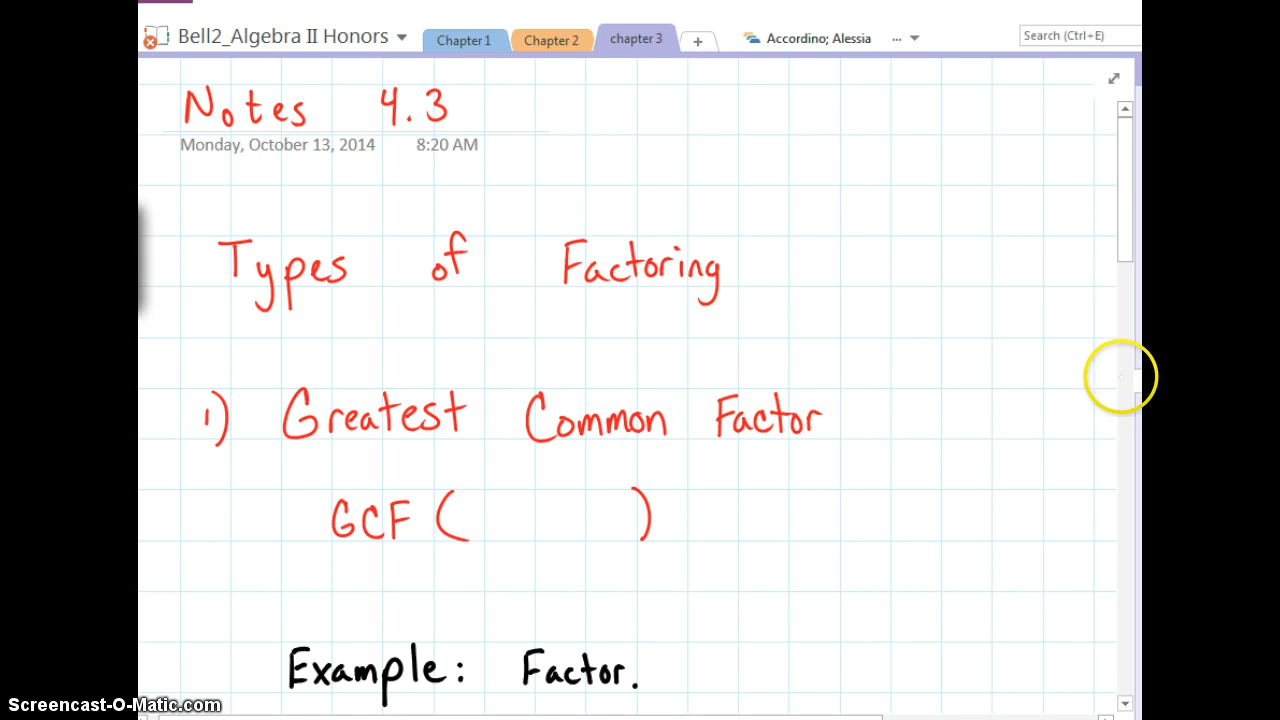 Bell2_Algebra II Honors Chapter 1 Chapter 2 chapter 3 + Accordino; Alessia ... Search (Ctrl+E)
Notes 4.3
Monday, October 13, 2014 8:20 AM
Types of Factoring
1) Greatest Common Factor
GCF ( )
Example: Factor.
Screencast-O-Matic.com